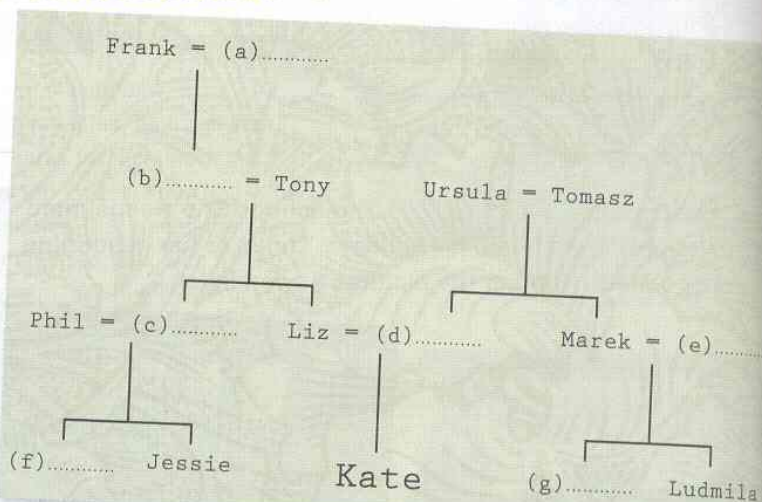 Frank = (a)............
(b)............ = Tony
Ursula = Tomasz
Phil = (c)............
Liz = (d)............
Marek = (e)............
(f)............
Jessie
Kate
(g)............
Ludmila